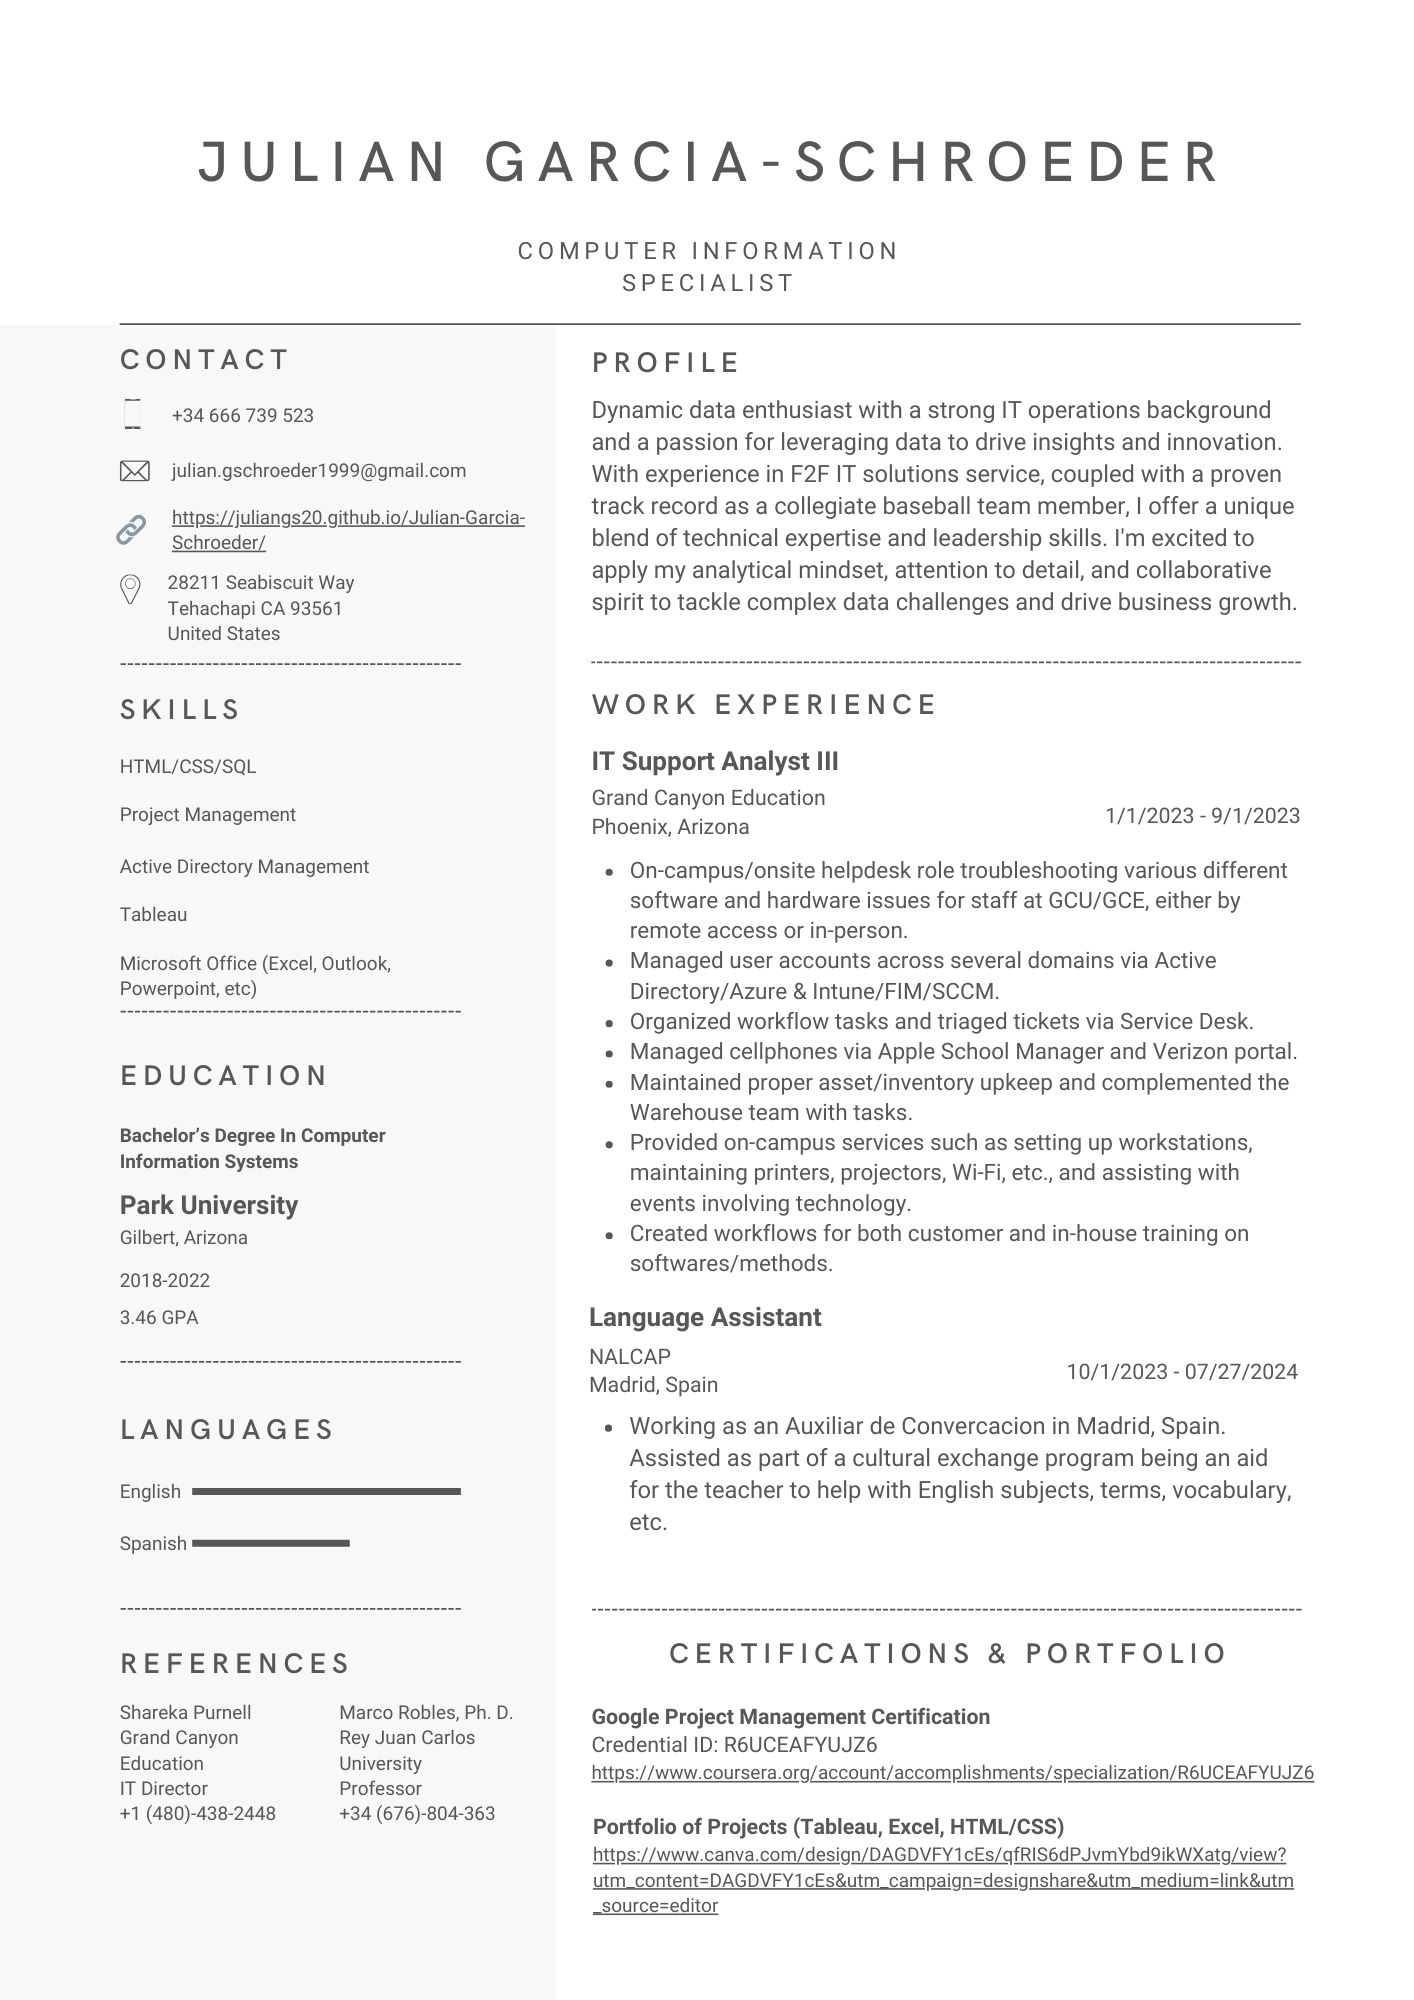 JULIAN GARCIA-SCHROEDER
COMPUTER INFORMATION
SPECIALIST
CONTACT
+34 666 739 523
julian.gschroeder1999@gmail.com
https://juliangs20.github.io/Julian-Garcia-
Schroeder/
28211 Seabiscuit Way
Tehachapi CA 93561
United States
SKILLS
HTML/CSS/SQL
Project Management
Active Directory Management
Tableau
Microsoft Office (Excel, Outlook,
Powerpoint, etc)
EDUCATION
Bachelor’s Degree In Computer
Information Systems
Park University
Gilbert, Arizona
2018-2022
3.46 GPA
LANGUAGES
English
Spanish
REFERENCES
Shareka Purnell
Grand Canyon
Education
IT Director
+1 (480)-438-2448
Marco Robles, Ph. D.
Rey Juan Carlos
University
Professor
+34 (676)-804-363
PROFILE
Dynamic data enthusiast with a strong IT operations background
and a passion for leveraging data to drive insights and innovation.
With experience in F2F IT solutions service, coupled with a proven
track record as a collegiate baseball team member, I offer a unique
blend of technical expertise and leadership skills. I'm excited to
apply my analytical mindset, attention to detail, and collaborative
spirit to tackle complex data challenges and drive business growth.
WORK EXPERIENCE
IT Support Analyst III
Grand Canyon Education
Phoenix, Arizona
1/1/2023 - 9/1/2023
• On-campus/onsite helpdesk role troubleshooting various different
software and hardware issues for staff at GCU/GCE, either by
remote access or in-person.
• Managed user accounts across several domains via Active
Directory/Azure & Intune/FIM/SCCM.
• Organized workflow tasks and triaged tickets via Service Desk.
• Managed cellphones via Apple School Manager and Verizon portal.
• Maintained proper asset/inventory upkeep and complemented the
Warehouse team with tasks.
• Provided on-campus services such as setting up workstations,
maintaining printers, projectors, Wi-Fi, etc., and assisting with
events involving technology.
• Created workflows for both customer and in-house training on
softwares/methods.
Language Assistant
NALCAP
Madrid, Spain
10/1/2023 - 07/27/2024
• Working as an Auxiliar de Convercacion in Madrid, Spain.
Assisted as part of a cultural exchange program being an aid
for the teacher to help with English subjects, terms, vocabulary,
etc.
CERTIFICATIONS & PORTFOLIO
Google Project Management Certification
Credential ID: R6UCEAFYUJZ6
https://www.coursera.org/account/accomplishments/specialization/R6UCEAFYUJZ6
Portfolio of Projects (Tableau, Excel, HTML/CSS)
https://www.canva.com/design/DAGDVFY1cEs/qfRIS6dPJvmYbd9ikWXatg/view?
utm_content=DAGDVFY1cEs&utm_campaign=designshare&utm_medium=link&utm
_source=editor